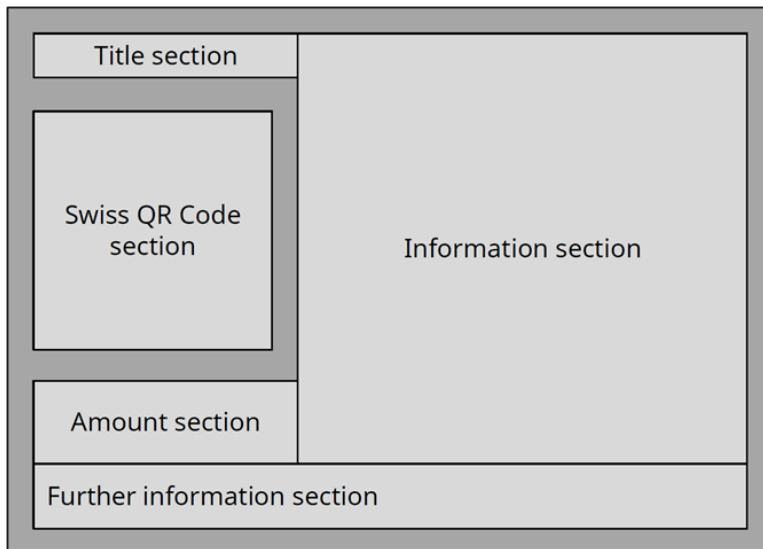 Title section
Swiss QR Code
section
Information section
Amount section
Further information section